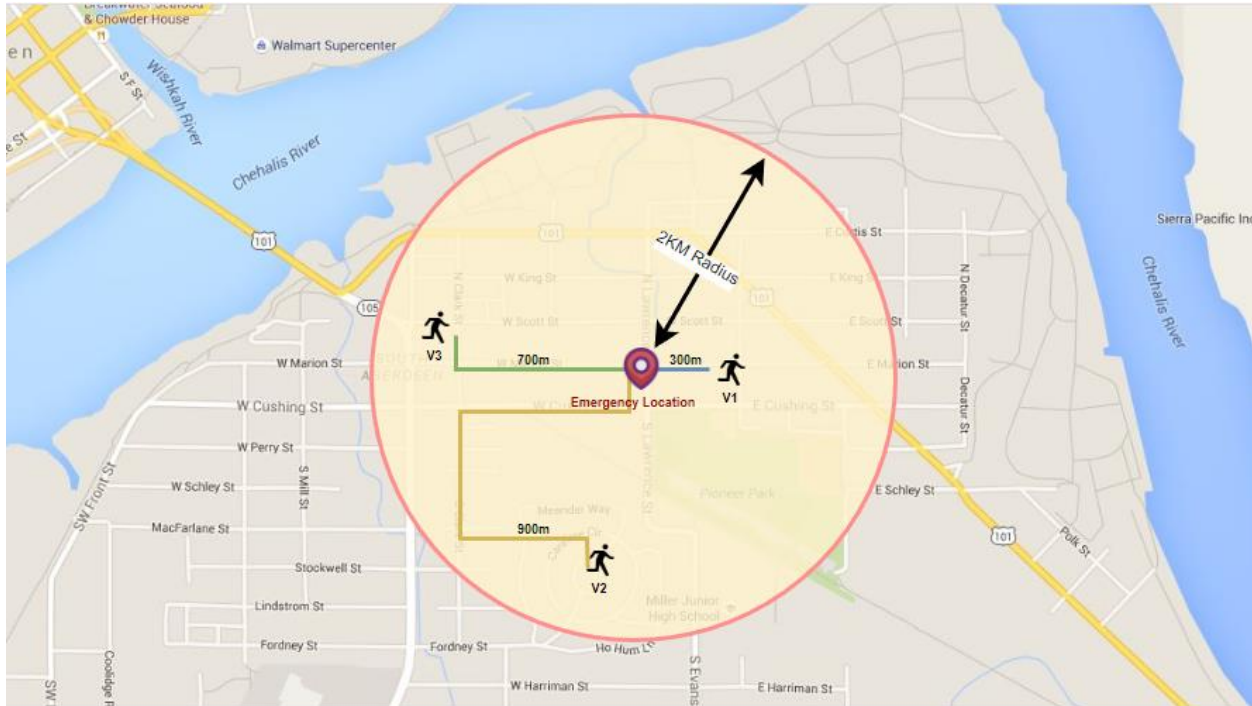 Breakwater Seafood
& Chowder House
Walmart Supercenter
en
S F St
Wishkah River
Chehalis River
101
105
101
E Curtis St
N Clark St
W King St
N Lawrence
E King St
N Decatur St
Sierra Pacific Inc
Chehalis River
2KM Radius
101
W Scott St
Scott St
E Scott St
V3
W Marion St
SOUTH
ABERDEEN
700m
300m
V1
E Marion St
Emergency Location
W Cushing St
E Cushing St
Decatur St
W Perry St
S Lawrence St
S Mill St
W Schley St
Pioneer Park
E Schley St
SW Front St
MacFarlane St
900m
Meander Way
Polk St
101
Stockwell St
V2
Lindstrom St
Miller Junior
High School
Fordney St
Fordney St
Ho Hum Ln
Coolidge R
S Evans
W Harriman St
E Harriman St